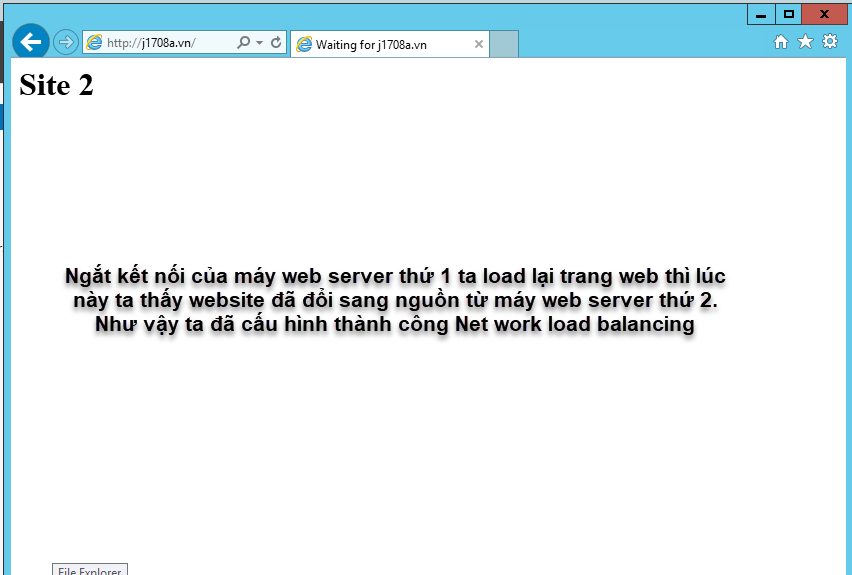 http://j1708a.vn/
Waiting for j1708a.vn
Site 2
Ngắt kết nối của máy web server thứ 1 ta load lại trang web thì lúc
này ta thấy website đã đổi sang nguồn từ máy web server thứ 2.
Như vậy ta đã cấu hình thành công Net work load balancing
File Explorer